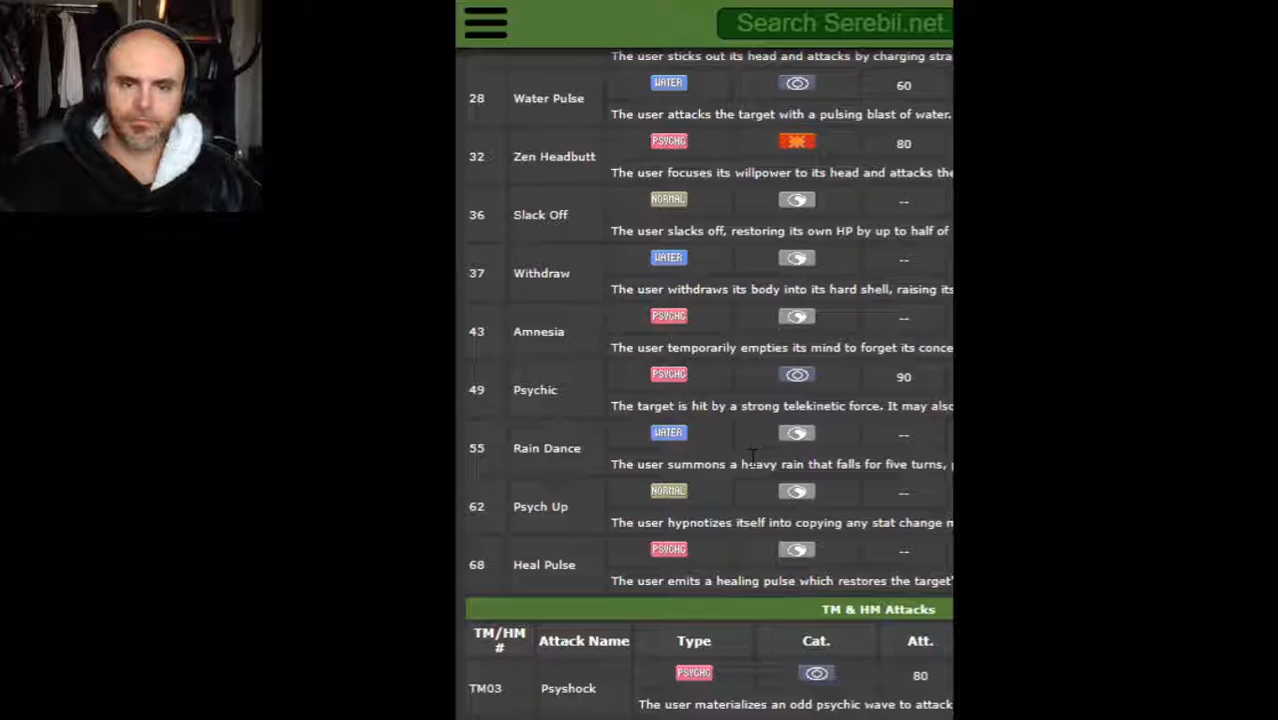 Search Serebii.net
The user sticks out its head and attacks by charging stra
28 Water Pulse WATER 60
The user attacks the target with a pulsing blast of water.
32 Zen Headbutt PSYCHC 80
The user focuses its willpower to its head and attacks the
36 Slack Off NORMAL --
The user slacks off, restoring its own HP by up to half of
37 Withdraw WATER --
The user withdraws its body into its hard shell, raising its
43 Amnesia PSYCHC --
The user temporarily empties its mind to forget its conce
49 Psychic PSYCHC 90
The target is hit by a strong telekinetic force. It may also
55 Rain Dance WATER --
The user summons a heavy rain that falls for five turns,
62 Psych Up NORMAL --
The user hypnotizes itself into copying any stat change m
68 Heal Pulse PSYCHC --
The user emits a healing pulse which restores the target'
TM & HM Attacks
TM/HM # Attack Name Type Cat. Att.
TM03 Psyshock PSYCHC 80
The user materializes an odd psychic wave to attack